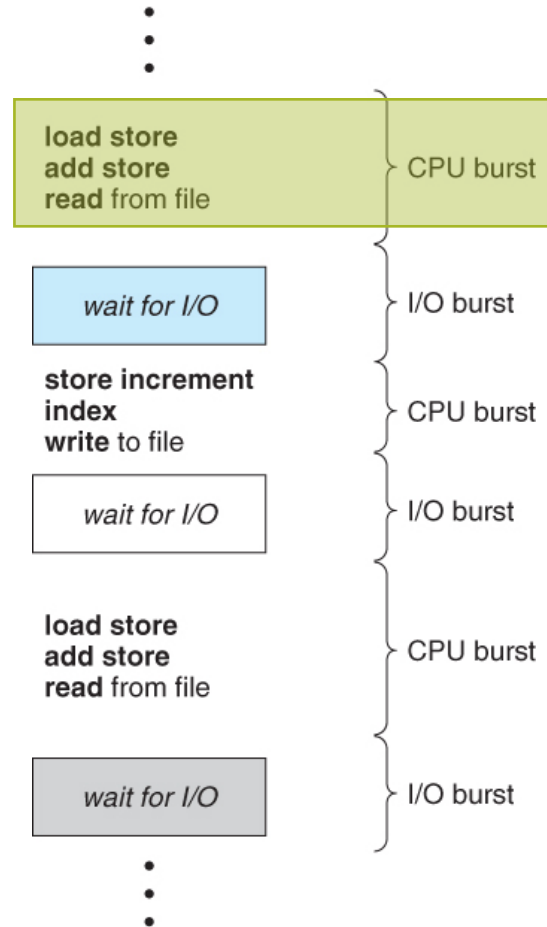 load store
add store
read from file
CPU burst
wait for I/O
I/O burst
store increment
index
write to file
CPU burst
wait for I/O
I/O burst
load store
add store
read from file
CPU burst
wait for I/O
I/O burst